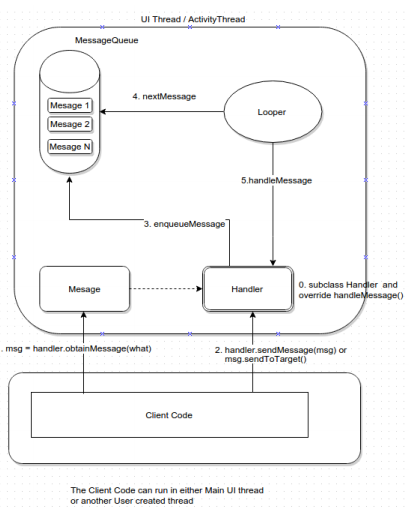 UI Thread / ActivityThread
MessageQueue
4. nextMessage
Mesage 1
Mesage 2
Mesage N
Looper
5.handleMessage
3. enqueueMessage
Mesage
Handler
0. subclass Handler and
override handleMessage()
. msg = handler.obtainMessage(what)
2. handler.sendMessage(msg) or
msg.sendToTarget()
Client Code
The Client Code can run in either Main UI thread
or another User created thread